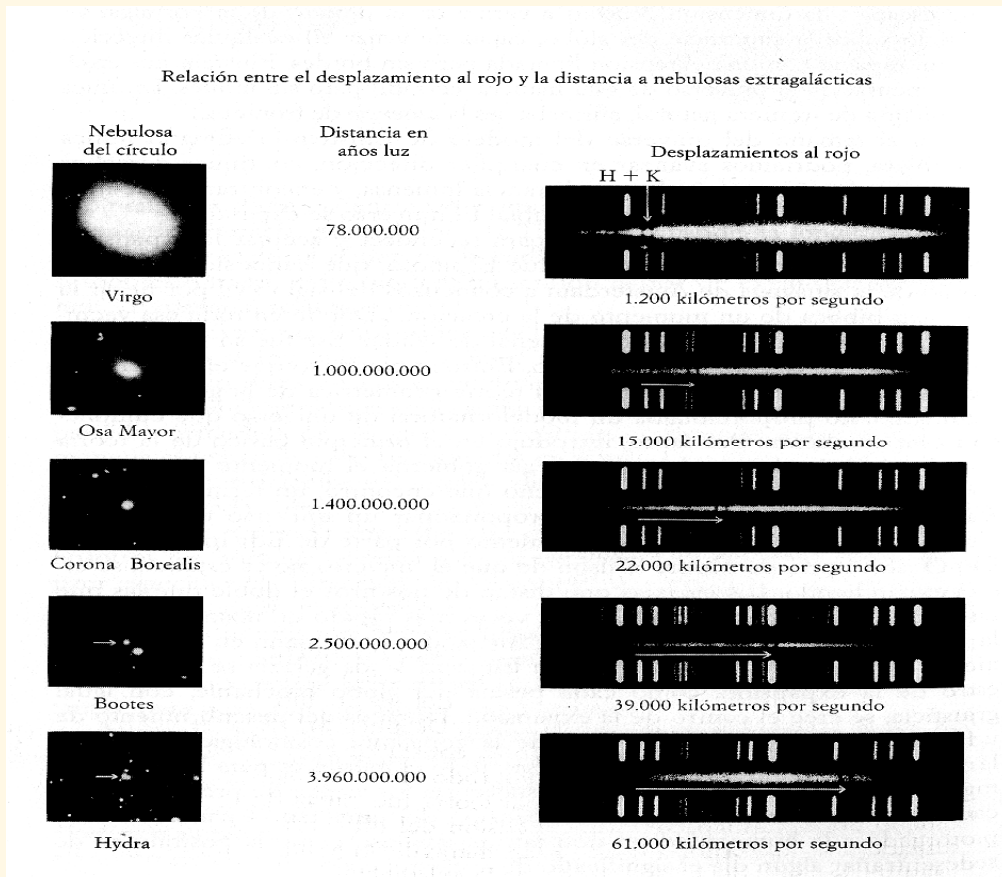 Relación entre el desplazamiento al rojo y la distancia a nebulosas extragalácticas
Nebulosa
del círculo
Distancia en
años luz
Desplazamientos al rojo
H + K
78.000.000
Virgo
1.200 kilómetros por segundo
1.000.000.000
Osa Mayor
15.000 kilómetros por segundo
1.400.000.000
Corona Borealis
22.000 kilómetros por segundo
2.500.000.000
Bootes
39.000 kilómetros por segundo
3.960.000.000
Hydra
61.000 kilómetros por segundo